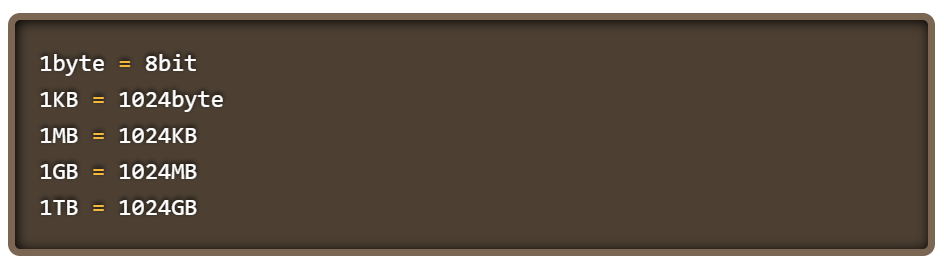 1byte = 8bit
1KB = 1024byte
1MB = 1024KB
1GB = 1024MB
1TB = 1024GB